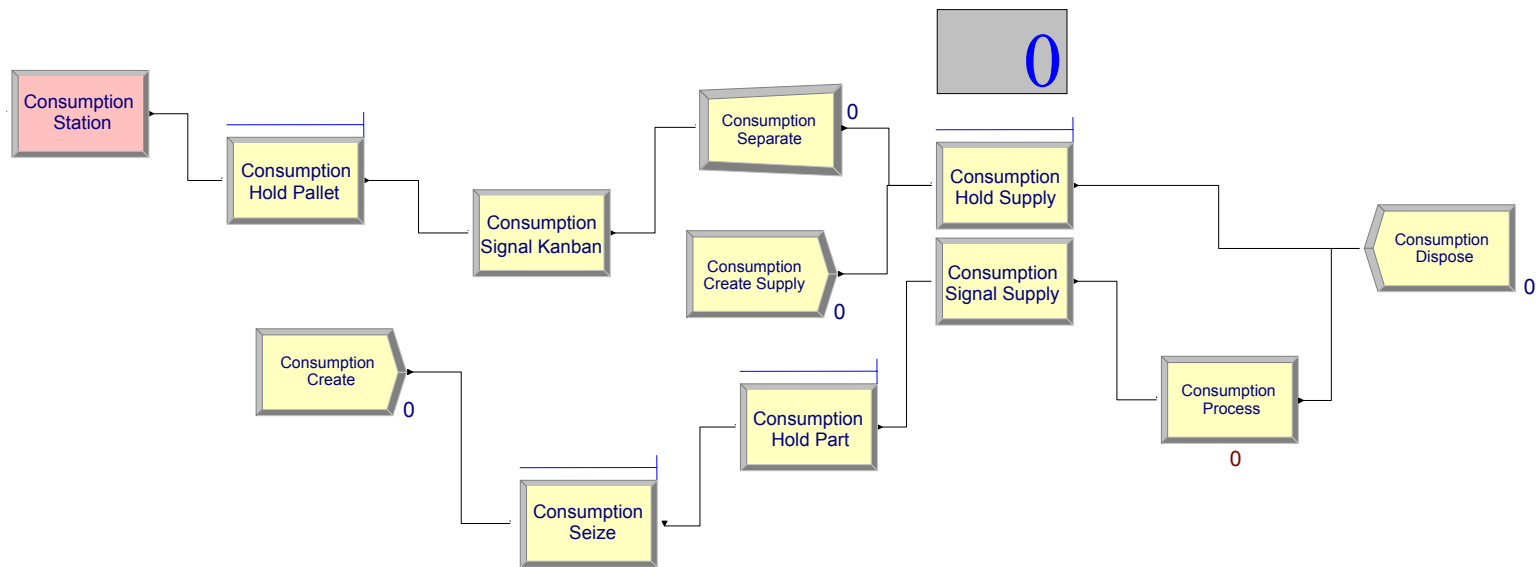 0
Consumption
Station
Consumption
Separate
0
Consumption
Hold Pallet
Consumption
Hold Supply
Consumption
Signal Kanban
Consumption
Create Supply
0
Consumption
Signal Supply
Consumption
Dispose
0
Consumption
Create
0
Consumption
Hold Part
Consumption
Process
0
Consumption
Seize